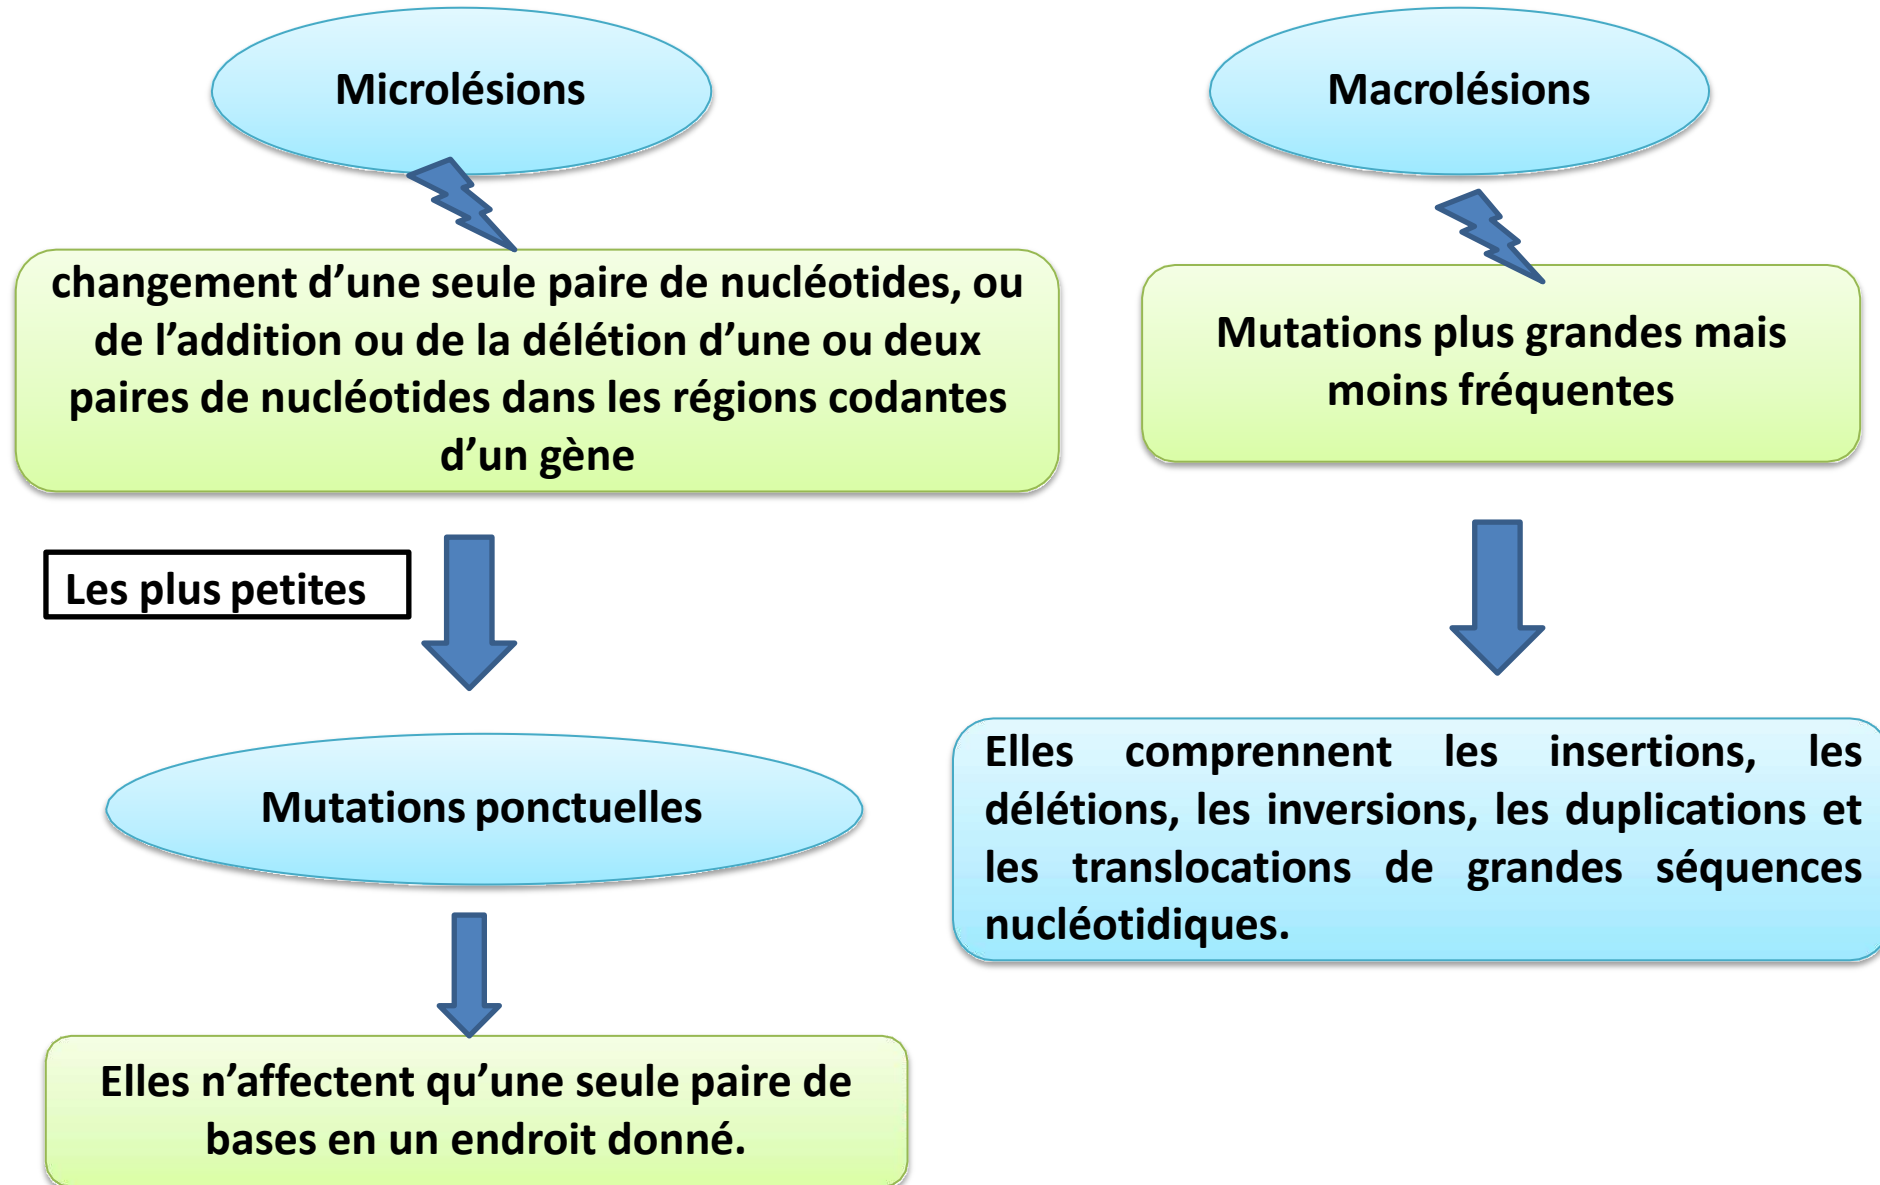 Microlésions
changement d’une seule paire de nucléotides, ou
de l’addition ou de la délétion d’une ou deux
paires de nucléotides dans les régions codantes
d’un gène
Les plus petites
Mutations ponctuelles
Elles n’affectent qu’une seule paire de
bases en un endroit donné.
Macrolésions
Mutations plus grandes mais
moins fréquentes
Elles comprennent les insertions, les
délétions, les inversions, les duplications et
les translocations de grandes séquences
nucléotidiques.